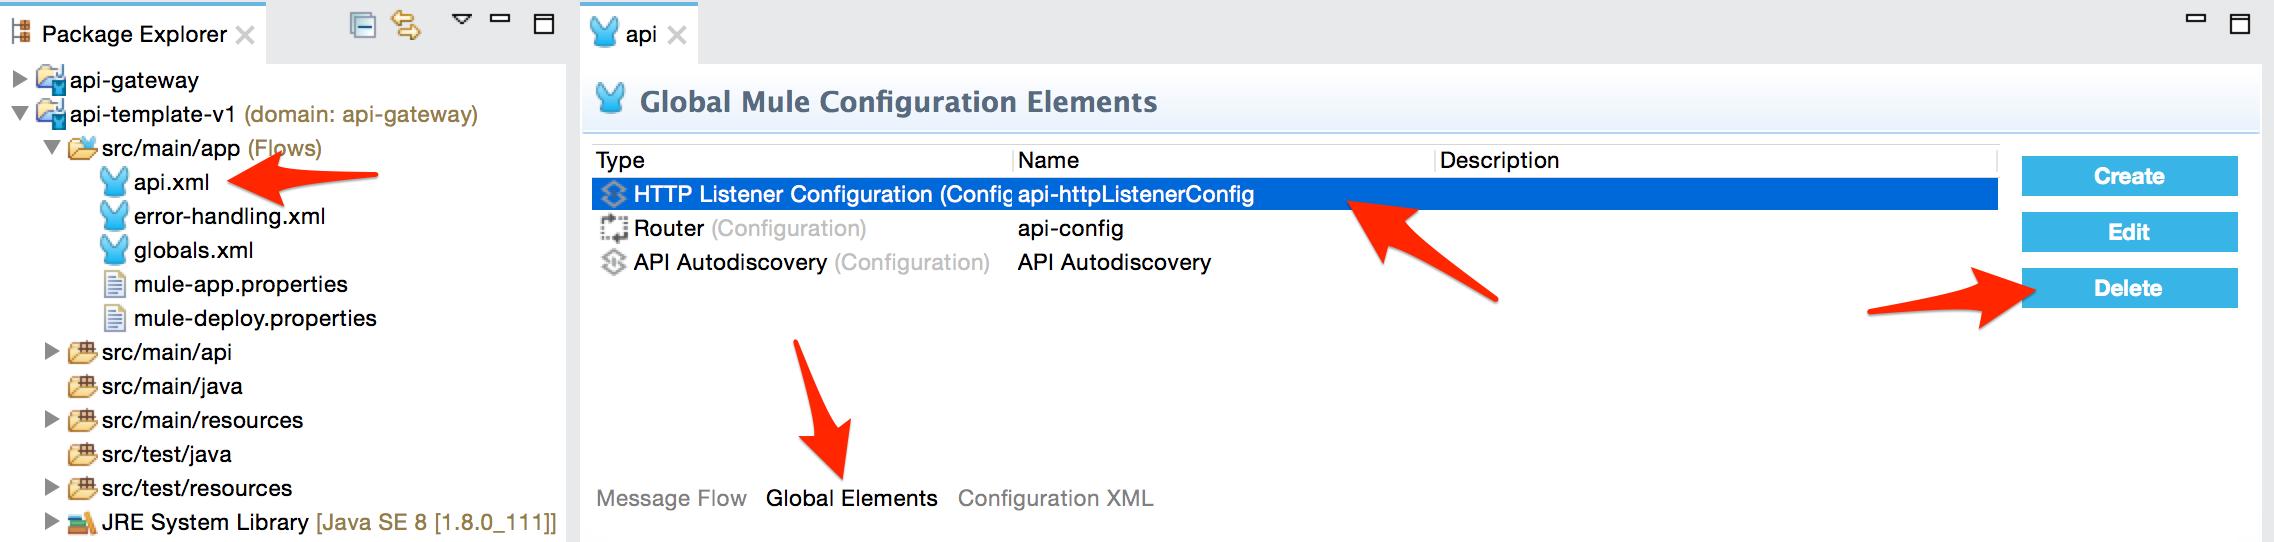 Package Explorer
api-gateway
api-template-v1 (domain: api-gateway)
src/main/app (Flows)
api.xml
error-handling.xml
globals.xml
mule-app.properties
mule-deploy.properties
src/main/api
src/main/java
src/main/resources
src/test/java
src/test/resources
JRE System Library [Java SE 8 [1.8.0_111]]
api
Global Mule Configuration Elements
Type Name Description
HTTP Listener Configuration (Config api-httpListenerConfig
Router (Configuration) api-config
API Autodiscovery (Configuration) API Autodiscovery
Create
Edit
Delete
Message Flow Global Elements Configuration XML